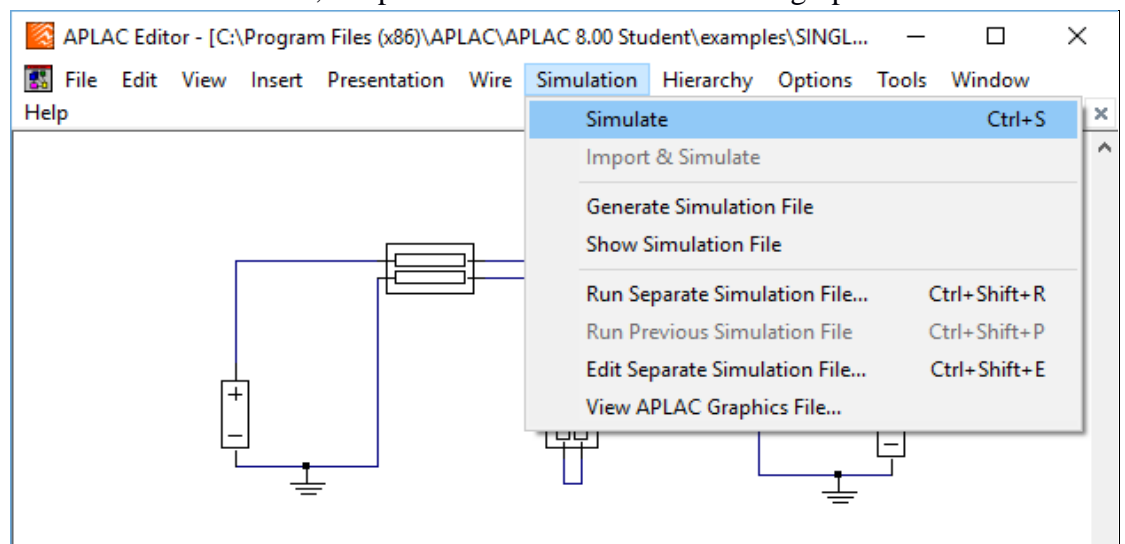 APLAC Editor - [C:\Program Files (x86)\APLAC\APLAC 8.00 Student\examples\SINGL...
File Edit View Insert Presentation Wire Simulation Hierarchy Options Tools Window
Help
Simulate Ctrl+S
Import & Simulate
Generate Simulation File
Show Simulation File
Run Separate Simulation File... Ctrl+Shift+R
Run Previous Simulation File Ctrl+Shift+P
Edit Separate Simulation File... Ctrl+Shift+E
View APLAC Graphics File...
+
−
−